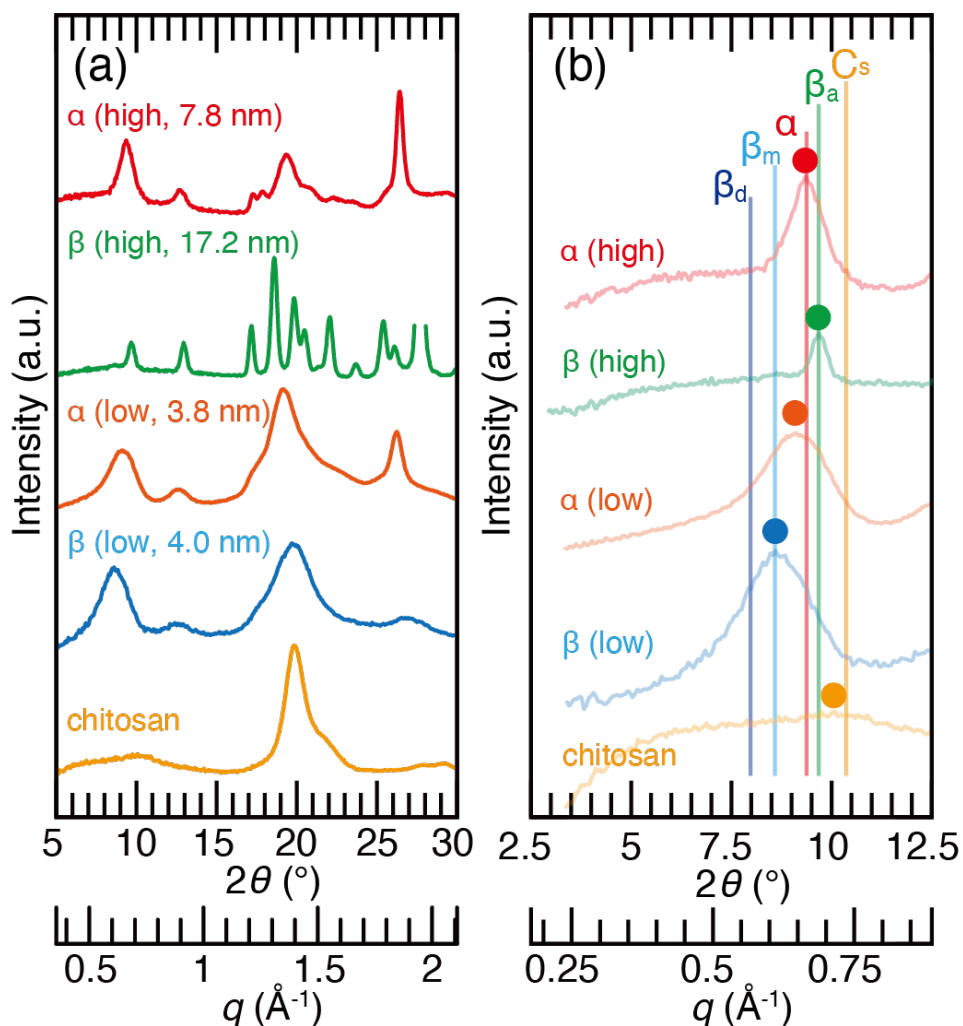 (a)
α (high, 7.8 nm)
β (high, 17.2 nm)
α (low, 3.8 nm)
β (low, 4.0 nm)
chitosan
Intensity (a.u.)
5 10 15 20 25 30
2θ (°)
0.5 1 1.5 2
q (Å-1)
(b)
Cs
βa
α
βm
βd
α (high)
β (high)
α (low)
β (low)
chitosan
Intensity (a.u.)
2.5 5 7.5 10 12.5
2θ (°)
0.25 0.5 0.75
q (Å-1)